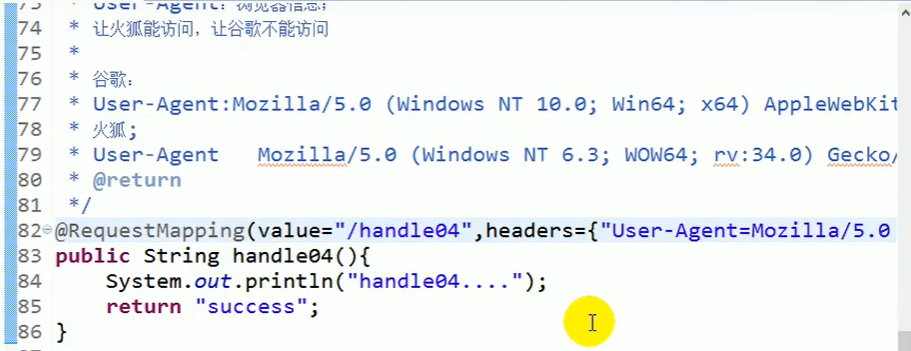 73 * User-Agent：浏览器信息；
74 * 让火狐能访问，让谷歌不能访问
75 *
76 * 谷歌：
77 * User-Agent:Mozilla/5.0 (Windows NT 10.0; Win64; x64) AppleWebKit
78 * 火狐；
79 * User-Agent Mozilla/5.0 (Windows NT 6.3; WOW64; rv:34.0) Gecko/
80 * @return
81 */
82 @RequestMapping(value="/handle04",headers={"User-Agent=Mozilla/5.0
83 public String handle04(){
84 System.out.println("handle04....");
85 return "success";
86 }